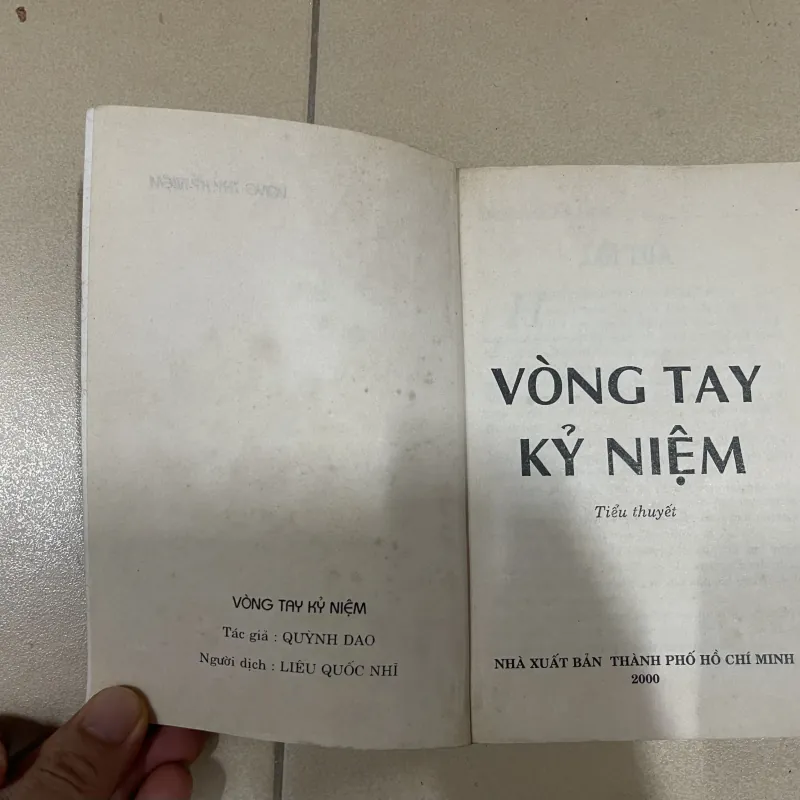 VÒNG TAY KỶ NIỆM
Tác giả : QUỲNH DAO
Người dịch : LIÊU QUỐC NHĨ
VÒNG TAY
KỶ NIỆM
Tiểu thuyết
NHÀ XUẤT BẢN THÀNH PHỐ HỒ CHÍ MINH
2000